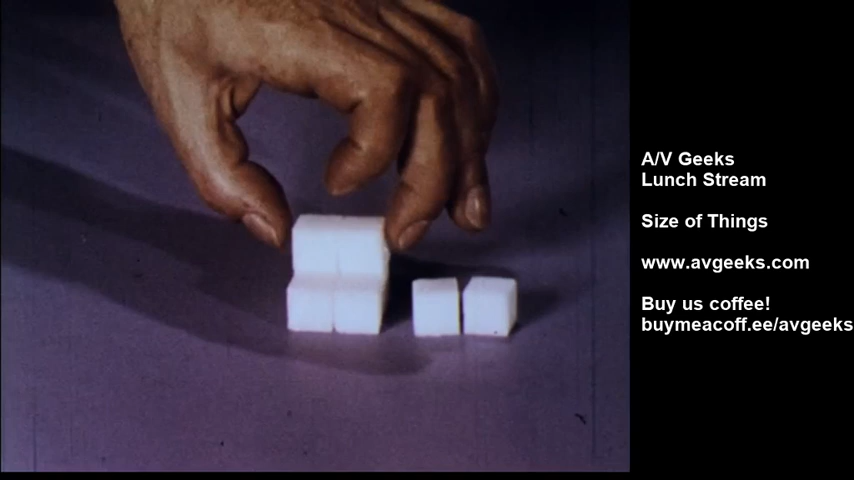 A/V Geeks
Lunch Stream
Size of Things
www.avgeeks.com
Buy us coffee!
buymeacoff.ee/avgeeks